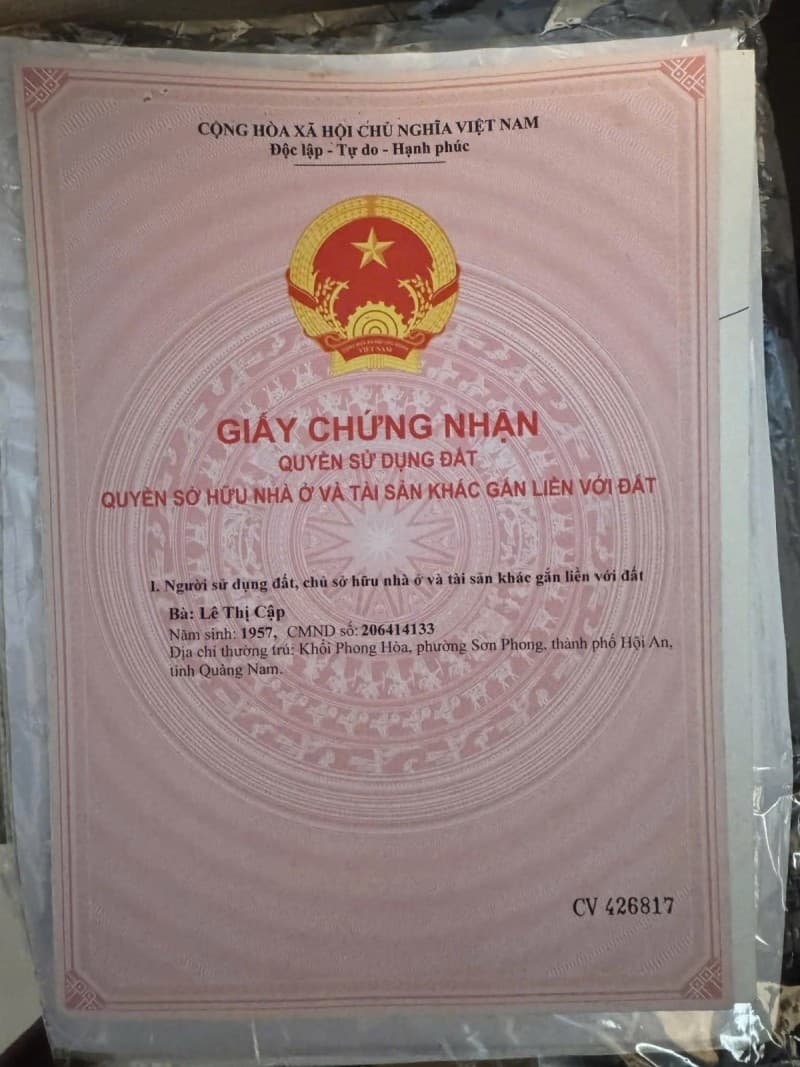 CỘNG HÒA XÃ HỘI CHỦ NGHĨA VIỆT NAM
Độc lập - Tự do - Hạnh phúc
VIỆT NAM
GIẤY CHỨNG NHẬN
QUYỀN SỬ DỤNG ĐẤT
QUYỀN SỞ HỮU NHÀ Ở VÀ TÀI SẢN KHÁC GẮN LIỀN VỚI ĐẤT
I. Người sử dụng đất, chủ sở hữu nhà ở và tài sản khác gắn liền với đất
Bà: Lê Thị Cập
Năm sinh: 1957, CMND số: 206414133
Địa chỉ thường trú: Khối Phong Hòa, phường Sơn Phong, thành phố Hội An,
tỉnh Quảng Nam.
CV 426817